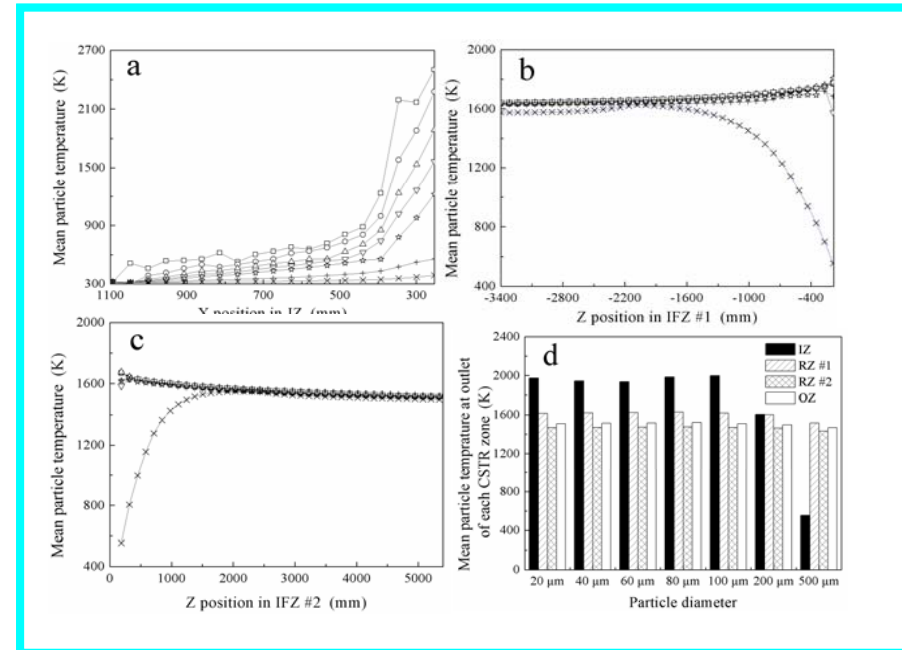 a
Mean particle temperature (K)
2700
2100
1500
900
300
1100 900 700 500 300
Y position in IZ (mm)
b
Mean particle temperature (K)
2000
1600
1200
800
400
-3400 -2800 -2200 -1600 -1000 -400
Z position in IFZ #1 (mm)
c
Mean particle temperature (K)
2000
1600
1200
800
400
0 1000 2000 3000 4000 5000
Z position in IFZ #2 (mm)
d
Mean particle temprature at outlet
of each CSTR zone (K)
2400
2000
1600
1200
800
400
0
IZ
RZ #1
RZ #2
OZ
20 µm 40 µm 60 µm 80 µm 100 µm 200 µm 500 µm
Particle diameter